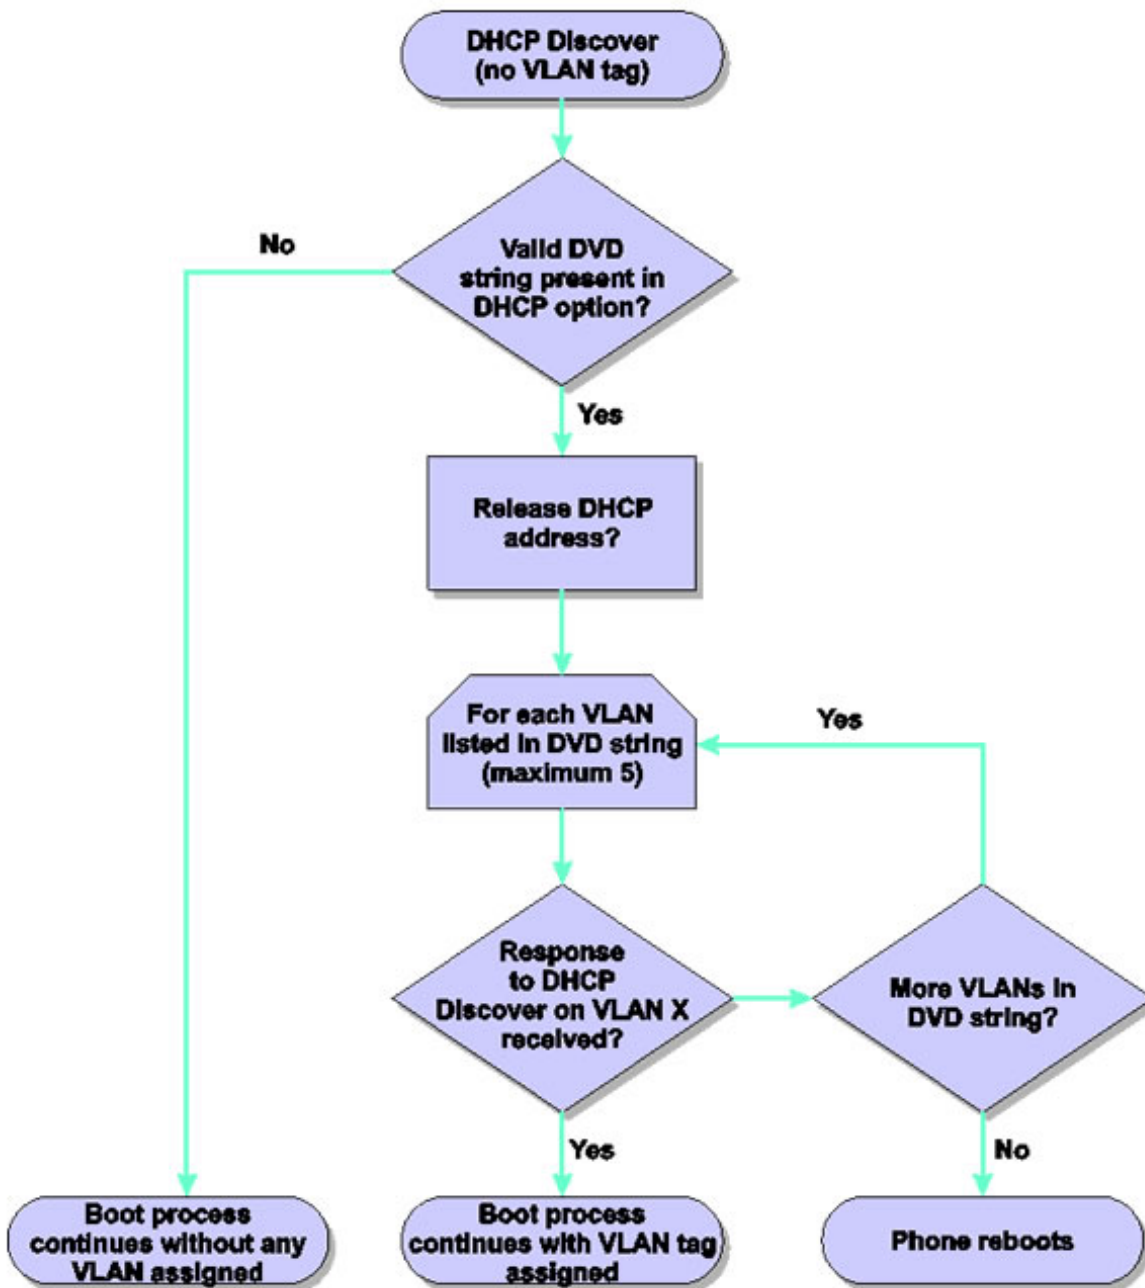 DHCP Discover
(no VLAN tag)
No
Valid DVD
string present in
DHCP option?
Yes
Release DHCP
address?
For each VLAN
listed in DVD string
(maximum 5)
Yes
Response
to DHCP
Discover on VLAN X
received?
More VLANs in
DVD string?
Yes
No
Boot process
continues without any
VLAN assigned
Boot process
continues with VLAN tag
assigned
Phone reboots